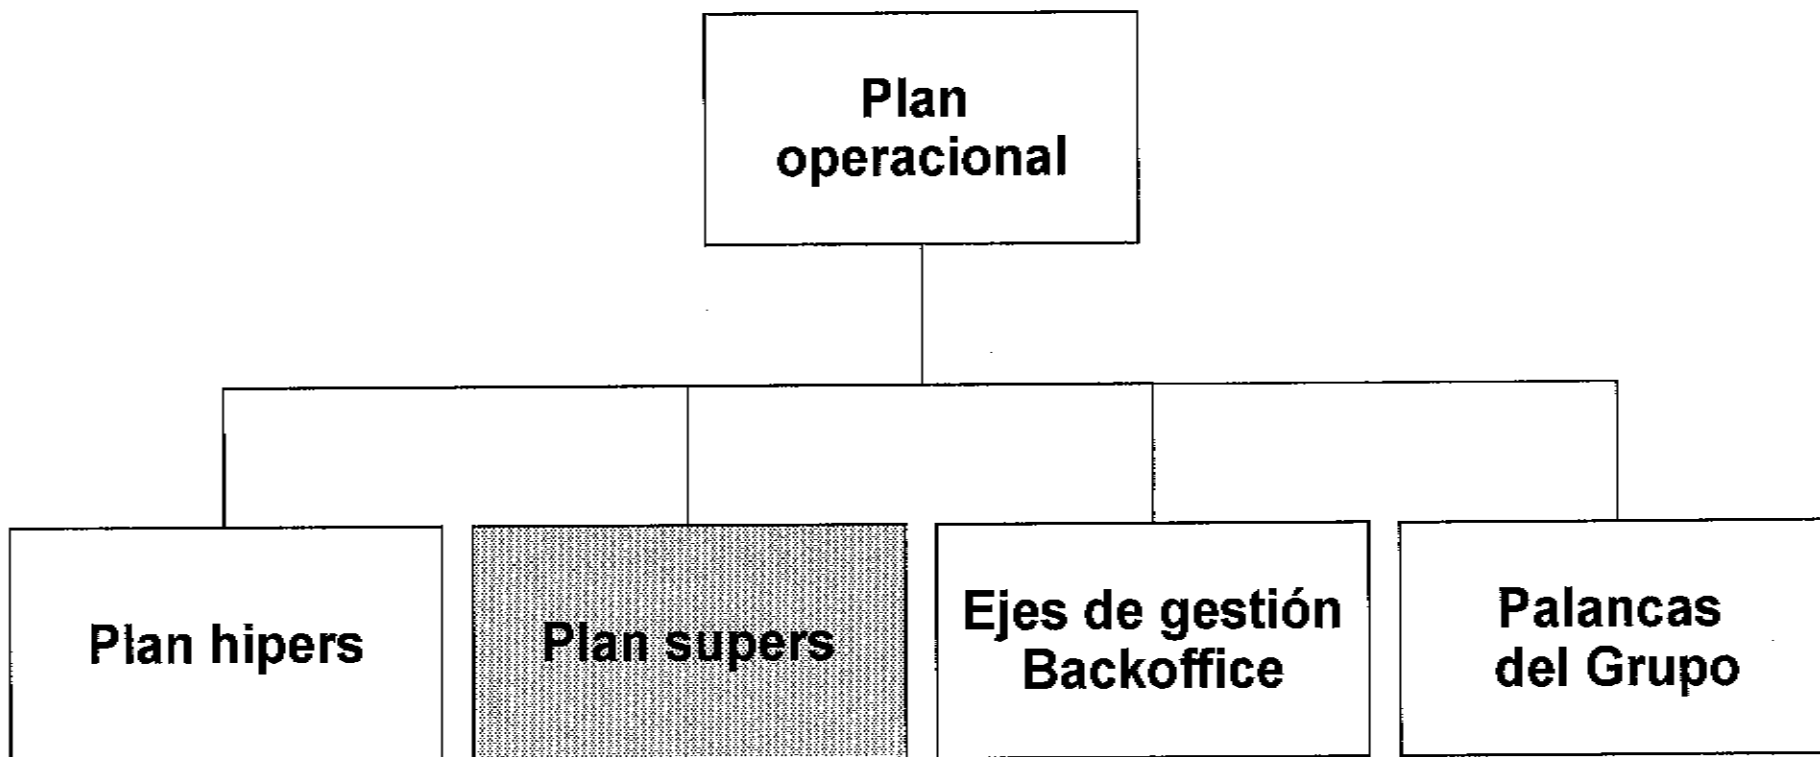 Plan
operacional
Plan hipers
Plan supers
Ejes de gestión
Backoffice
Palancas
del Grupo